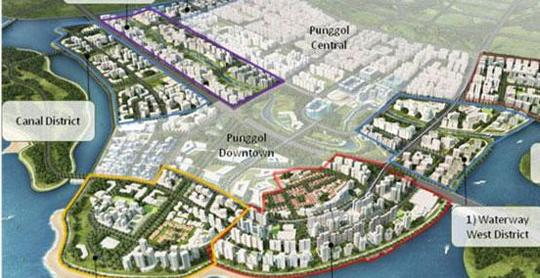 Punggol
Central
Canal District
Punggol
Downtown
1) Waterway
West District